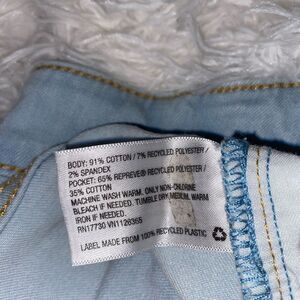 BODY: 91% COTTON / 7% RECYCLED POLYESTER /
2% SPANDEX
POCKET: 65% REPREVE® RECYCLED POLYESTER /
35% COTTON
MACHINE WASH WARM. ONLY NON-CHLORINE
BLEACH IF NEEDED. TUMBLE DRY MEDIUM. WARM
IRON IF NEEDED.
RN17730 VN1126365
LABEL MADE FROM 100% RECYCLED PLASTIC